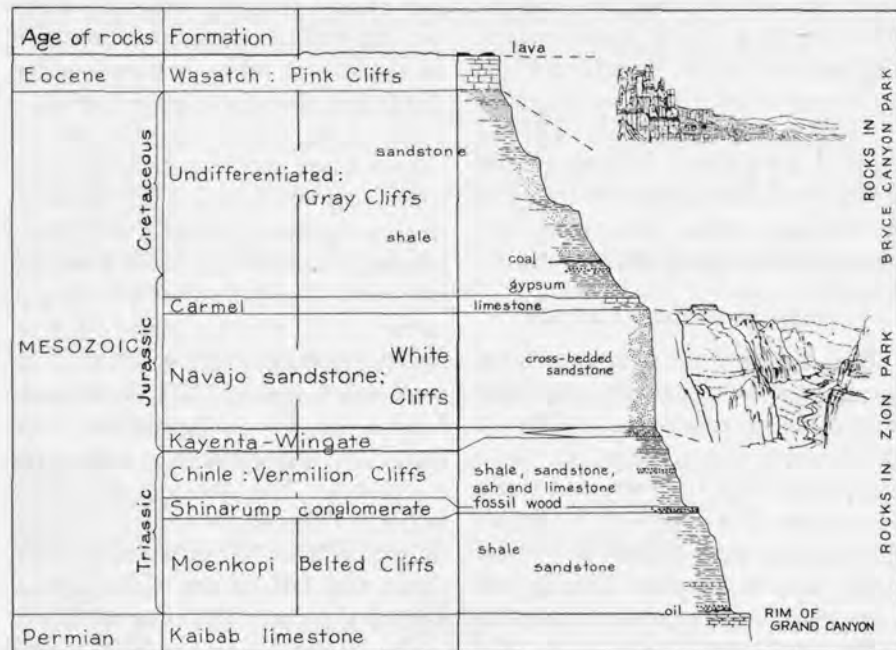 Age of rocks Formation
lava
Eocene Wasatch : Pink Cliffs
Cretaceous
sandstone
Undifferentiated:
Gray Cliffs
shale
coal
gypsum
Carmel limestone
MESOZOIC
Jurassic
White
Navajo sandstone:
Cliffs
cross-bedded
sandstone
Kayenta-Wingate
Triassic
Chinle : Vermilion Cliffs
shale, sandstone,
ash and limestone
fossil wood
Shinarump conglomerate
Moenkopi Belted Cliffs
shale
sandstone
oil
RIM OF
GRAND CANYON
Permian Kaibab limestone
ROCKS IN
BRYCE CANYON PARK
ROCKS IN ZION PARK